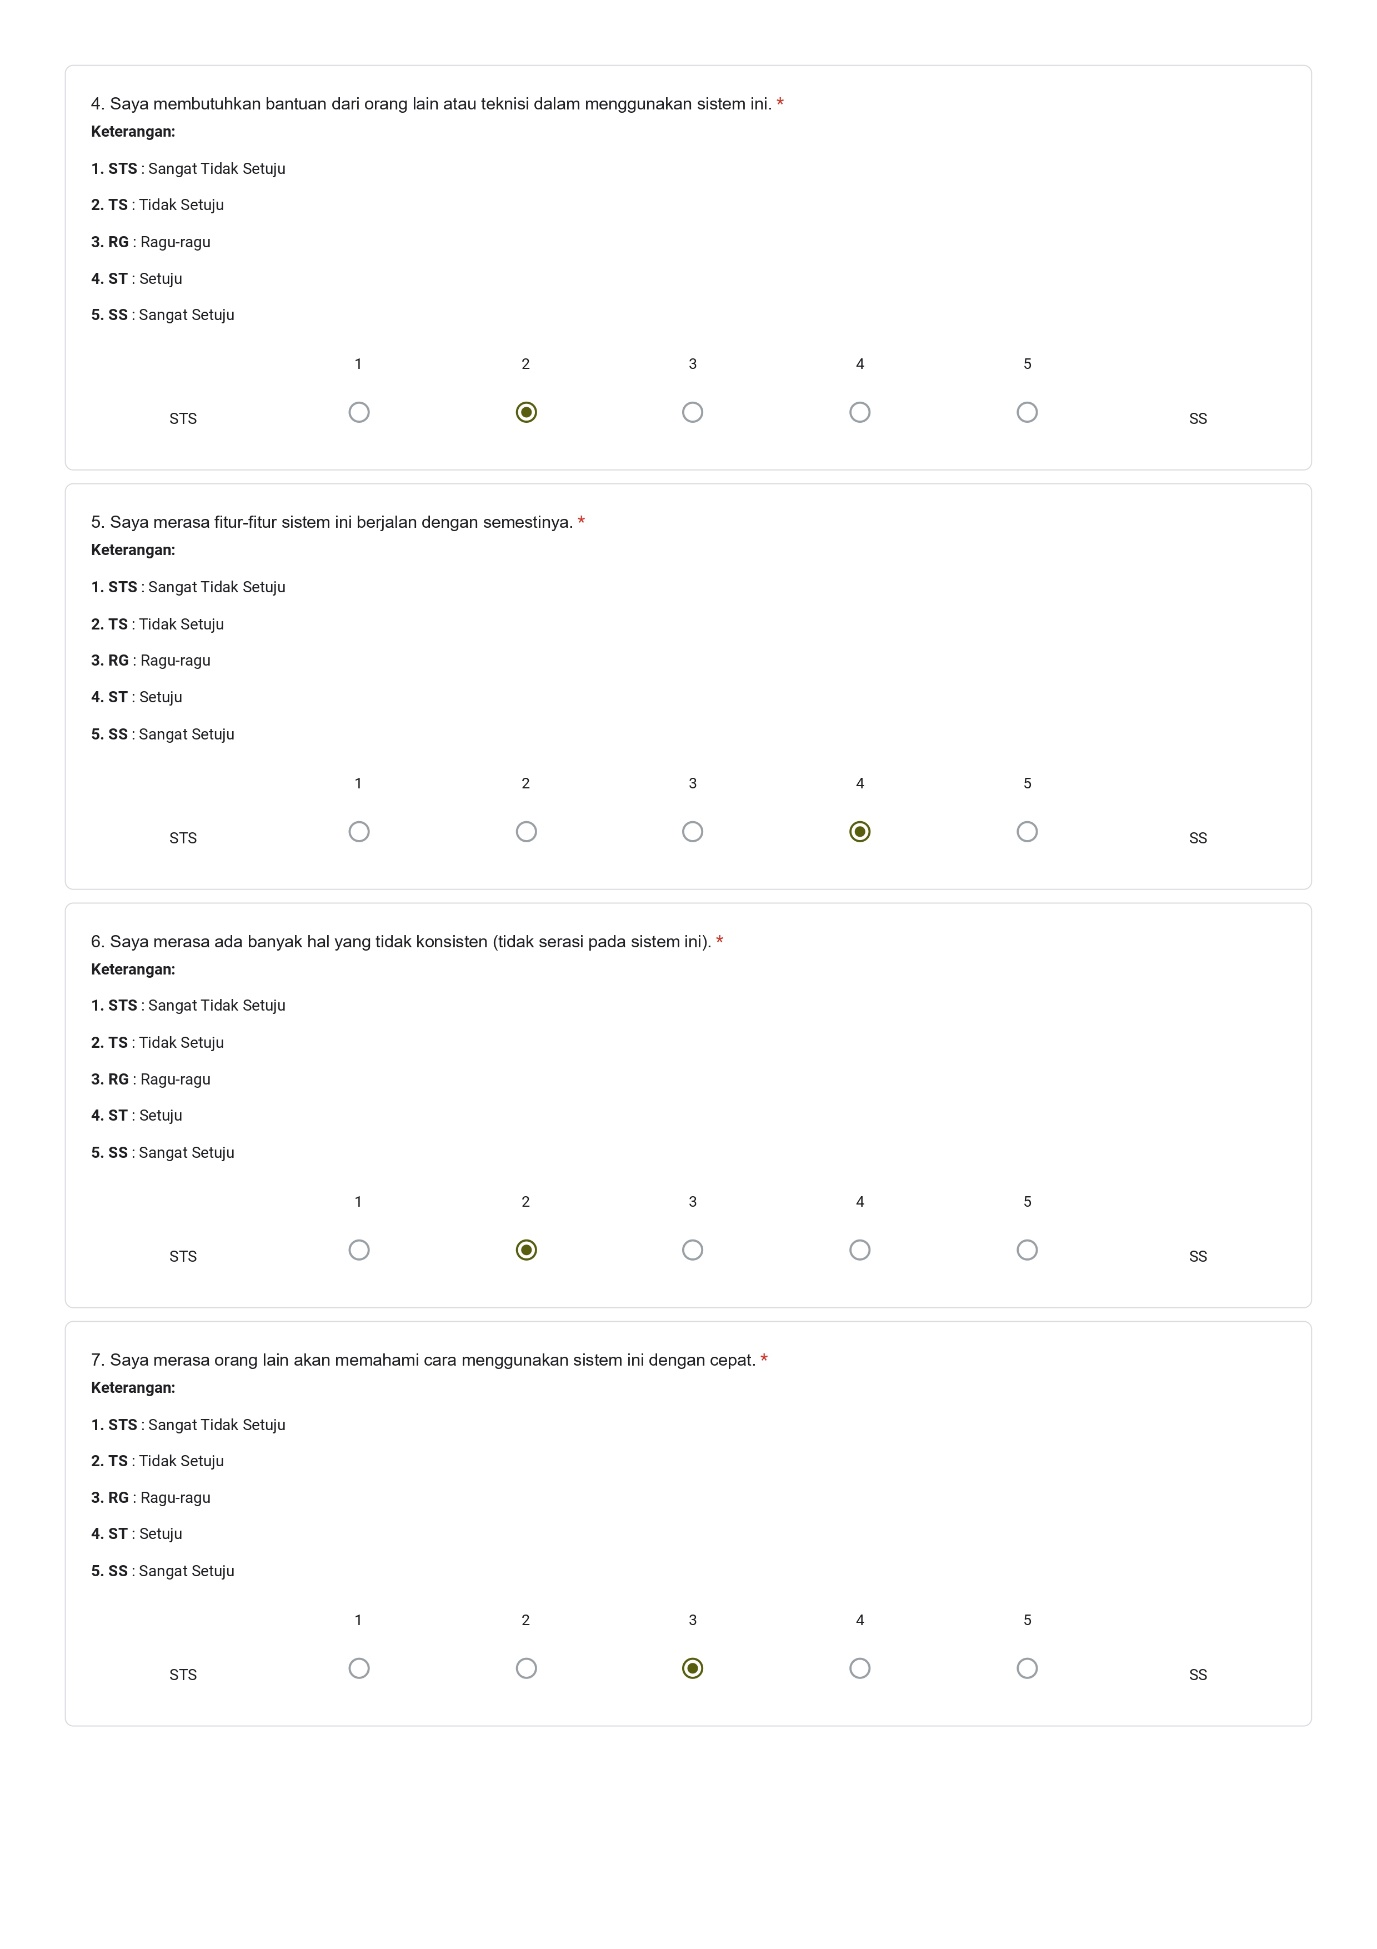 4. Saya membutuhkan bantuan dari orang lain atau teknisi dalam menggunakan sistem ini. *
Keterangan:
1. STS : Sangat Tidak Setuju
2. TS : Tidak Setuju
3. RG : Ragu-ragu
4. ST : Setuju
5. SS : Sangat Setuju
1 2 3 4 5
STS SS
5. Saya merasa fitur-fitur sistem ini berjalan dengan semestinya. *
Keterangan:
1. STS : Sangat Tidak Setuju
2. TS : Tidak Setuju
3. RG : Ragu-ragu
4. ST : Setuju
5. SS : Sangat Setuju
1 2 3 4 5
STS SS
6. Saya merasa ada banyak hal yang tidak konsisten (tidak serasi pada sistem ini). *
Keterangan:
1. STS : Sangat Tidak Setuju
2. TS : Tidak Setuju
3. RG : Ragu-ragu
4. ST : Setuju
5. SS : Sangat Setuju
1 2 3 4 5
STS SS
7. Saya merasa orang lain akan memahami cara menggunakan sistem ini dengan cepat. *
Keterangan:
1. STS : Sangat Tidak Setuju
2. TS : Tidak Setuju
3. RG : Ragu-ragu
4. ST : Setuju
5. SS : Sangat Setuju
1 2 3 4 5
STS SS